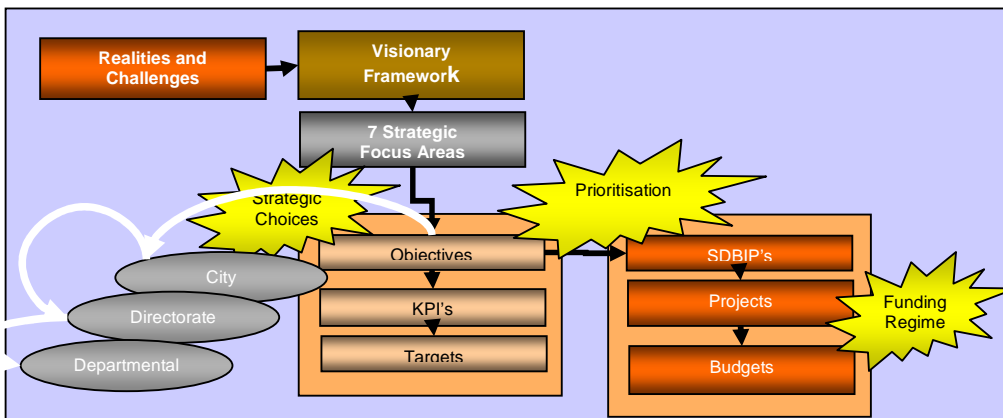 Realities and
Challenges
Visionary
Framework
7 Strategic
Focus Areas
Strategic
Choices
Prioritisation
Objectives
SDBIP's
City
KPI's
Projects
Funding
Regime
Directorate
Targets
Budgets
Departmental